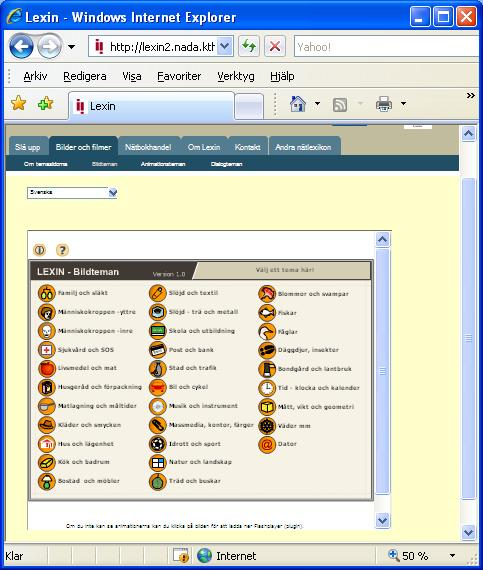 Lexin - Windows Internet Explorer
http://lexin2.nada.kth
Yahoo!
Arkiv Redigera Visa Favoriter Verktyg Hjälp
Lexin
Slå upp Bilder och filmer Nätbokhandel Om Lexin Kontakt Andra nätlexikon
Om temasidorna Bildteman Animationsteman Dialogteman
Svenska
LEXIN - Bildteman Version 1.0 Välj ett tema här!
Familj och släkt
Människokroppen -yttre
Människokroppen -inre
Sjukvård och SOS
Livsmedel och mat
Husgeråd och förpackning
Matlagning och måltider
Kläder och smycken
Hus och lägenhet
Kök och badrum
Bostad och möbler
Slöjd och textil
Slöjd - trä och metall
Skola och utbildning
Post och bank
Stad och trafik
Bil och cykel
Musik och instrument
Massmedia, kontor, färger
Idrott och sport
Natur och landskap
Träd och buskar
Blommor och svampar
Fiskar
Fåglar
Däggdjur, insekter
Bondgård och lantbruk
Tid - klocka och kalender
Mått, vikt och geometri
Väder mm
Dator
Om du inte kan se animationerna kan du klicka på bilden för att ladda ner Flashplayer (plugin)
Klar Internet 50 %